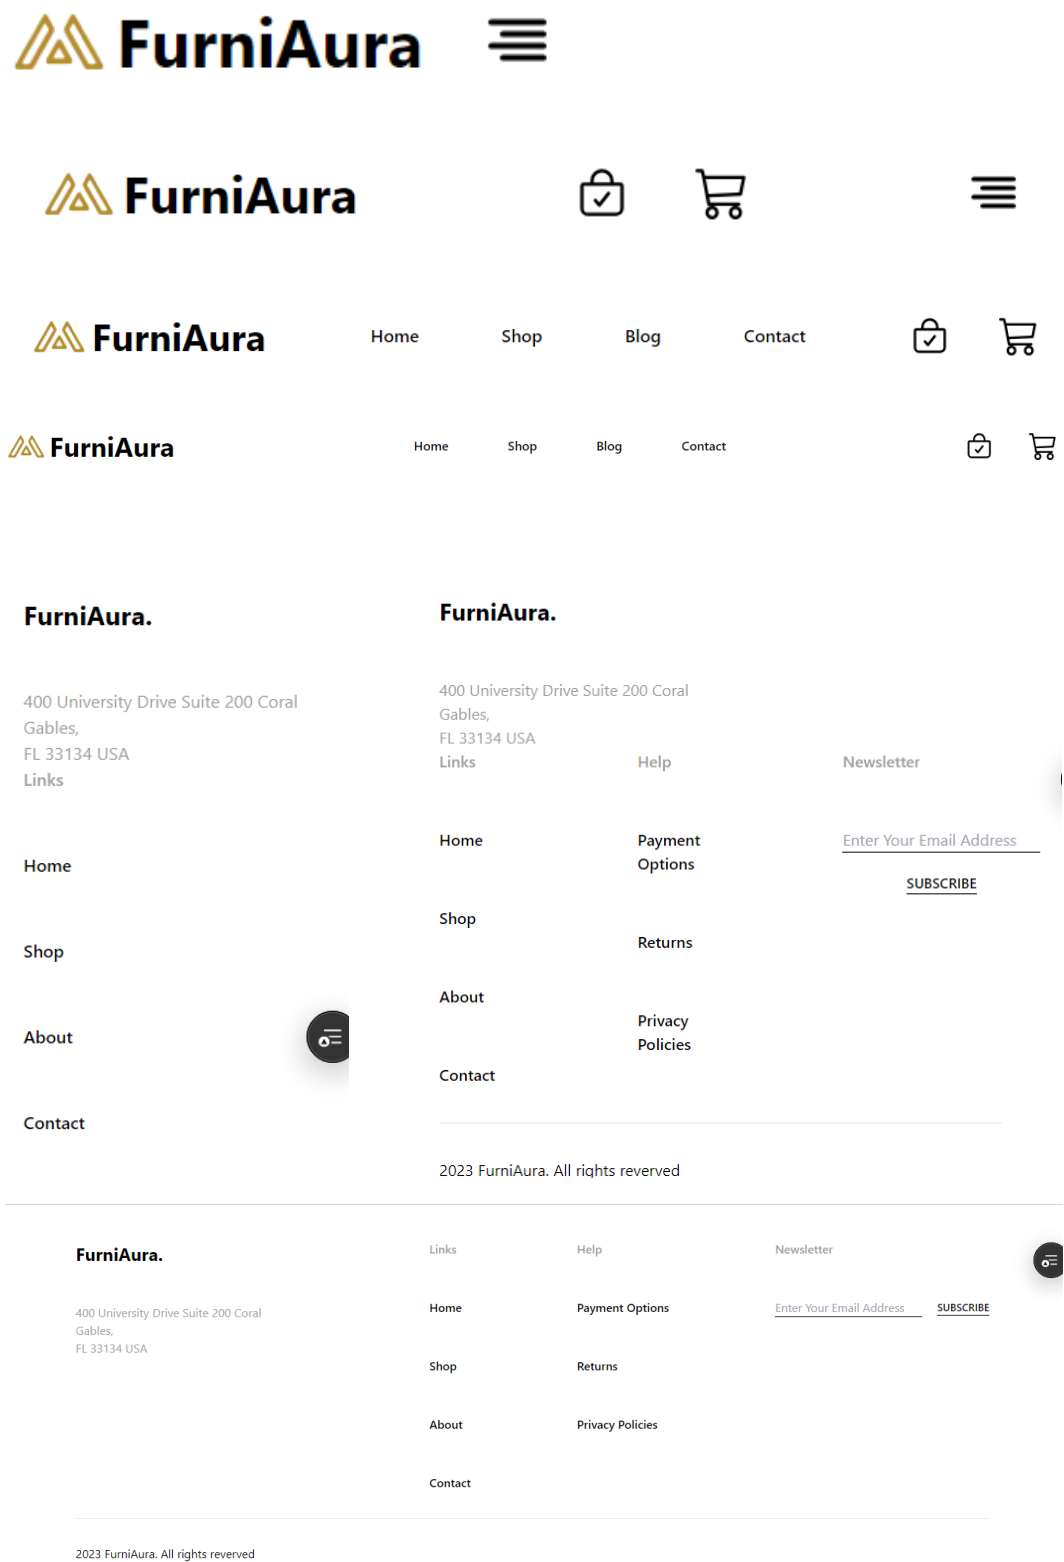 FurniAura
FurniAura
FurniAura Home Shop Blog Contact
FurniAura Home Shop Blog Contact
FurniAura.
400 University Drive Suite 200 Coral
Gables,
FL 33134 USA
Links
Home
Shop
About
Contact
FurniAura.
400 University Drive Suite 200 Coral
Gables,
FL 33134 USA
Links Help Newsletter
Home Payment Enter Your Email Address
Options
SUBSCRIBE
Shop
Returns
About
Privacy
Policies
Contact
2023 FurniAura. All rights reverved
FurniAura. Links Help Newsletter
400 University Drive Suite 200 Coral Home Payment Options Enter Your Email Address SUBSCRIBE
Gables,
FL 33134 USA
Shop Returns
About Privacy Policies
Contact
2023 FurniAura. All rights reverved